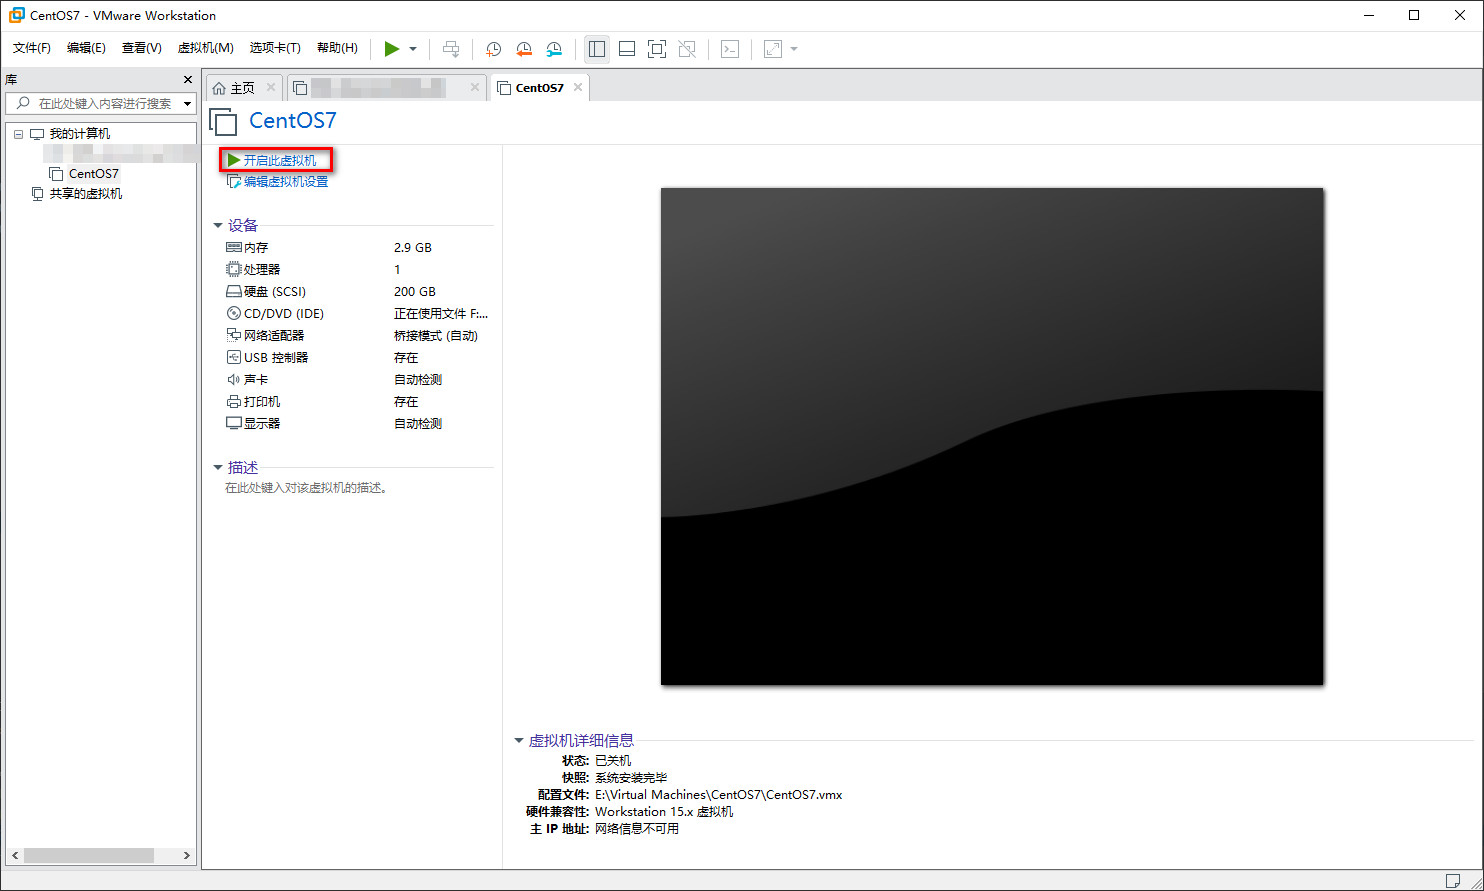 CentOS7 - VMware Workstation
文件(F) 编辑(E) 查看(V) 虚拟机(M) 选项卡(T) 帮助(H)
库
在此处键入内容进行搜索
我的计算机
CentOS7
共享的虚拟机
主页
CentOS7
CentOS7
开启此虚拟机
编辑虚拟机设置
设备
内存 2.9 GB
处理器 1
硬盘 (SCSI) 200 GB
CD/DVD (IDE) 正在使用文件 F:...
网络适配器 桥接模式 (自动)
USB 控制器 存在
声卡 自动检测
打印机 存在
显示器 自动检测
描述
在此处键入对该虚拟机的描述。
虚拟机详细信息
状态: 已关机
快照: 系统安装完毕
配置文件: E:\Virtual Machines\CentOS7\CentOS7.vmx
硬件兼容性: Workstation 15.x 虚拟机
主 IP 地址: 网络信息不可用